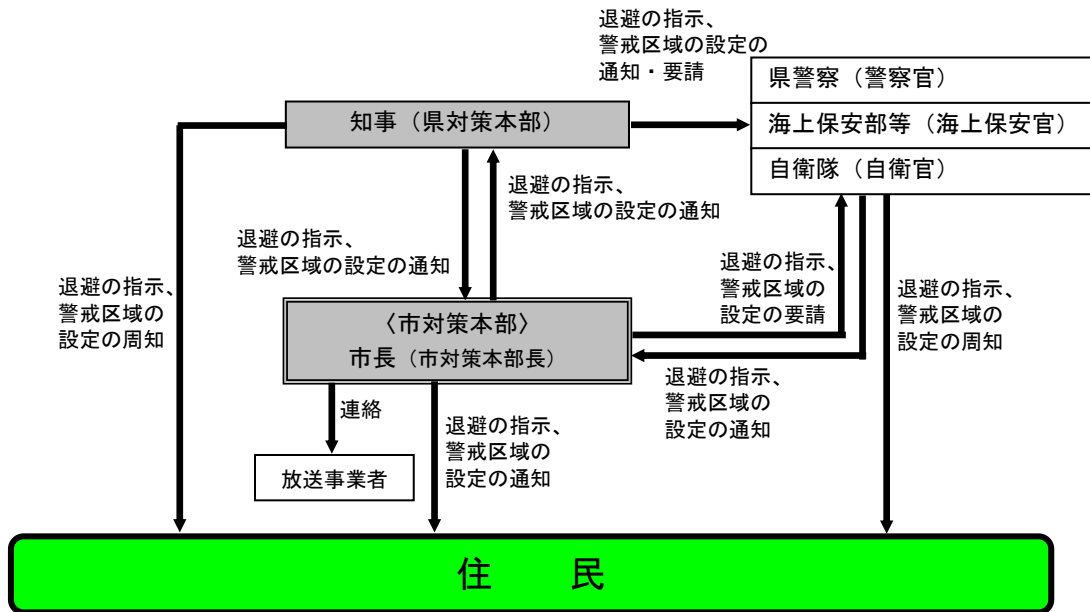 退避の指示、
警戒区域の設定の
通知・要請
県警察（警察官）
知事（県対策本部）
海上保安部等（海上保安官）
自衛隊（自衛官）
退避の指示、
警戒区域の設定の通知
退避の指示、
警戒区域の設定の通知
退避の指示、
警戒区域の
設定の要請
退避の指示、
警戒区域の
設定の周知
退避の指示、
警戒区域の
設定の周知
〈市対策本部〉
市長（市対策本部長）
退避の指示、
警戒区域の
設定の通知
連絡
退避の指示、
警戒区域の
設定の通知
放送事業者
住　民